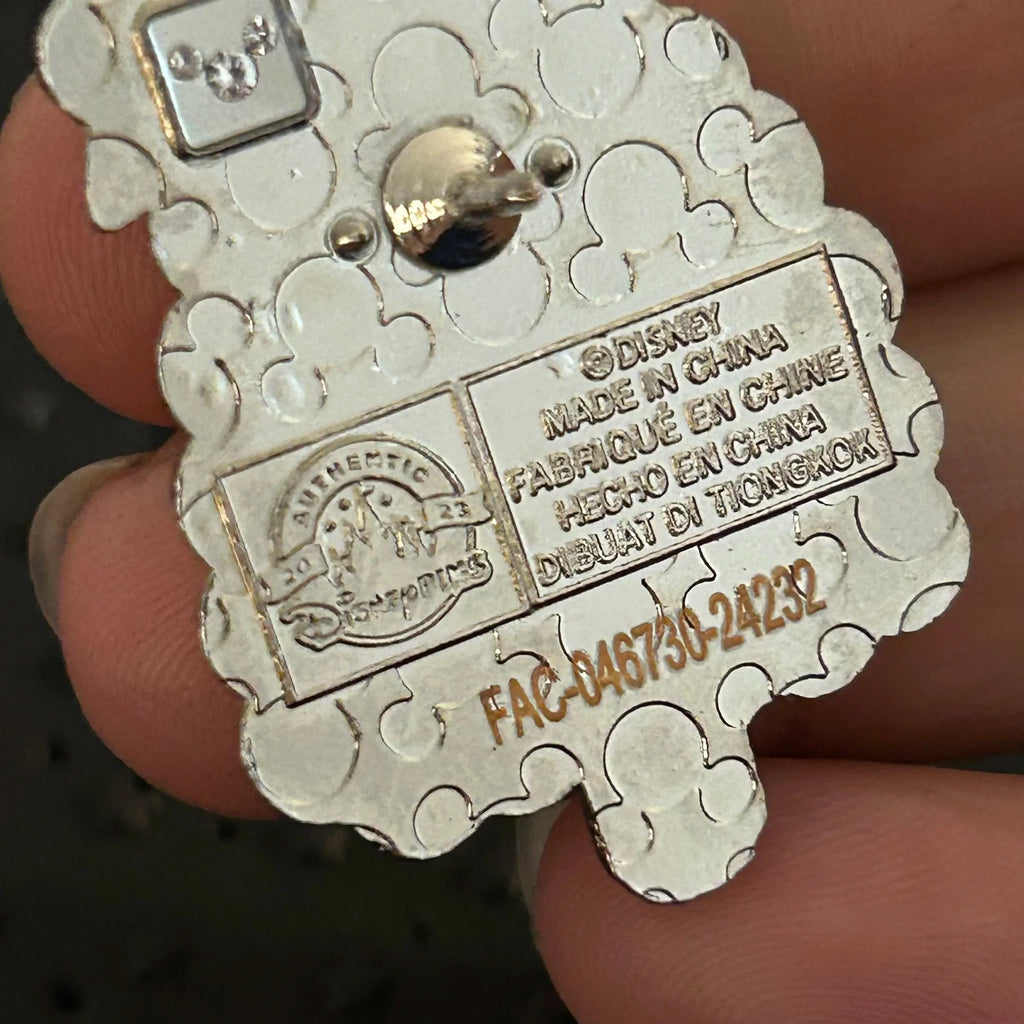 ©DISNEY
MADE IN CHINA
FABRIQUÉ EN CHINE
HECHO EN CHINA
DIBUAT DI TIONGKOK
AUTHENTIC
20 23
Disney PINS
FAC-046730-24232